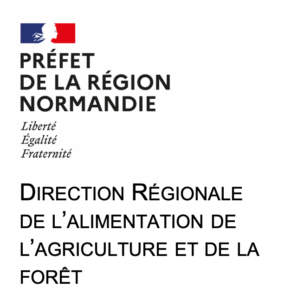 PRÉFET
DE LA RÉGION
NORMANDIE
Liberté
Égalité
Fraternité
DIRECTION RÉGIONALE
DE L’ALIMENTATION DE
L’AGRICULTURE ET DE LA
FORÊT